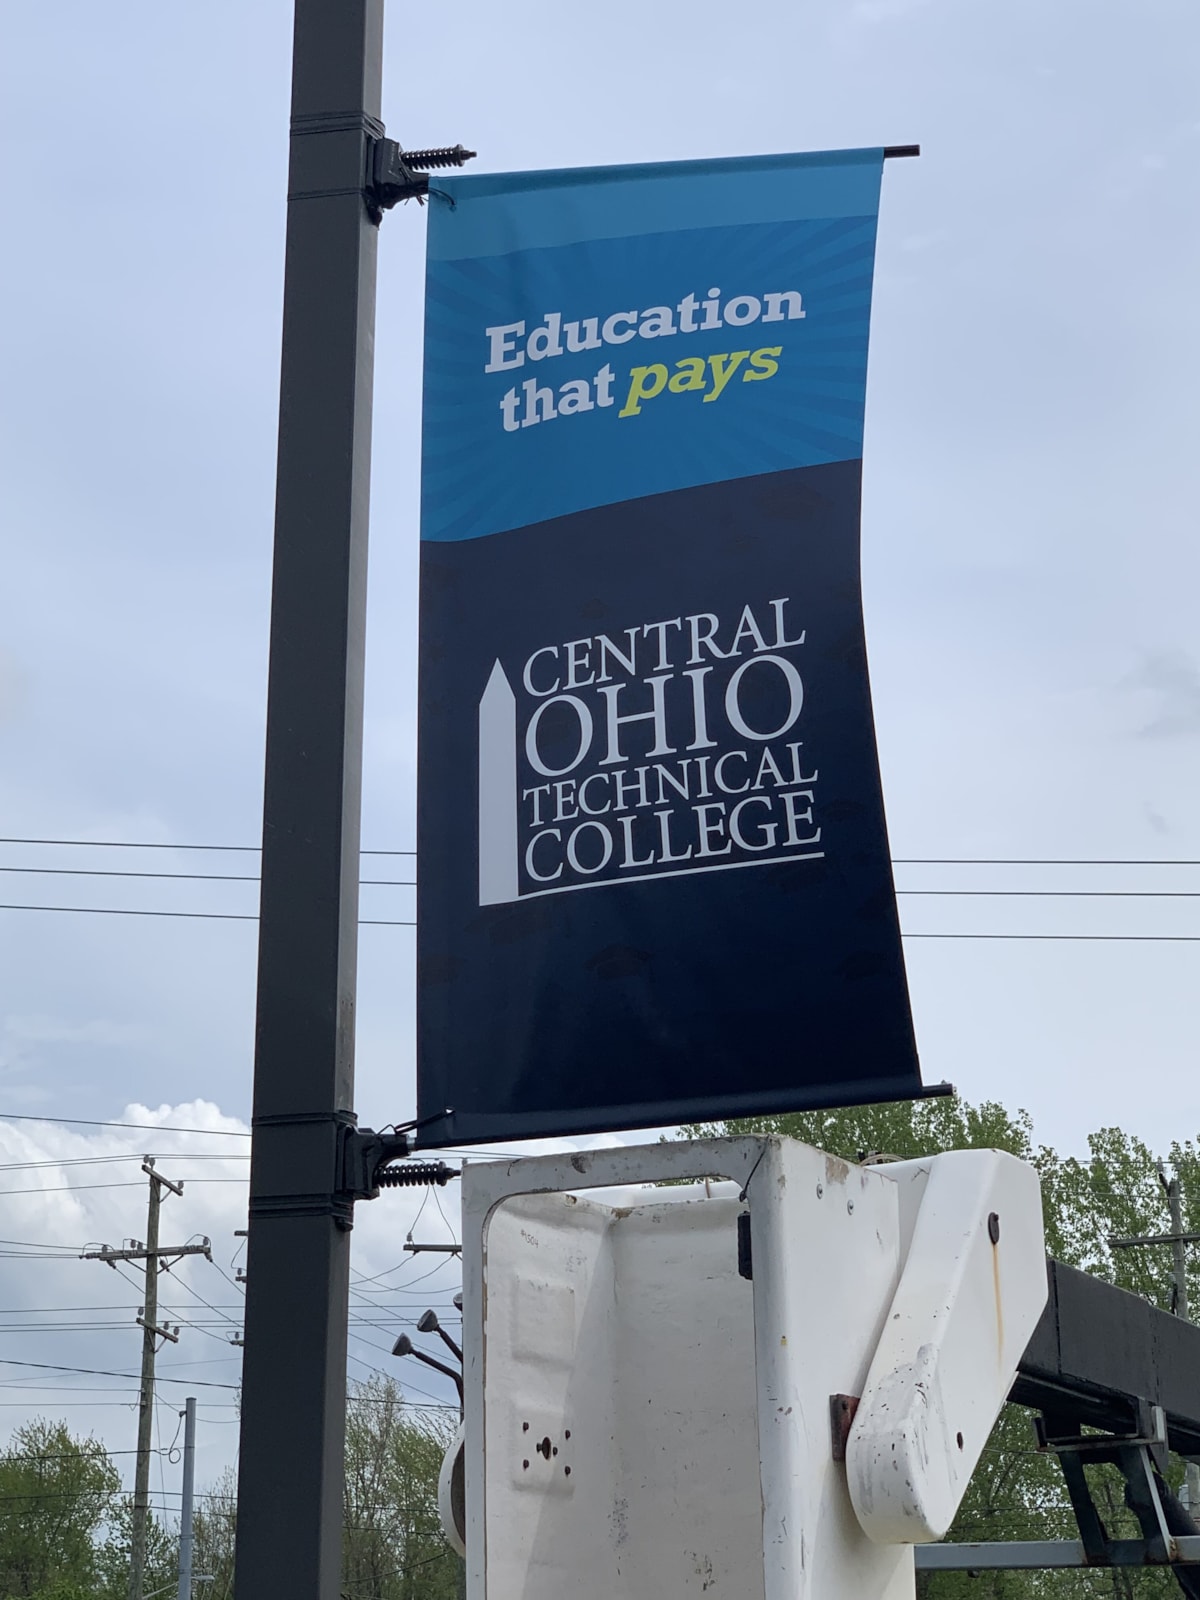 Education
that pays
CENTRAL
OHIO
TECHNICAL
COLLEGE